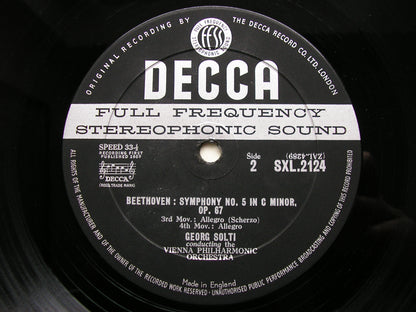 ORIGINAL RECORDING BY THE DECCA RECORD CO. LTD. LONDON
FULL FREQUENCY
STEREOPHONIC SOUND
FFSS
DECCA
FULL FREQUENCY
STEREOPHONIC SOUND
SPEED 33⅓
RECORDING FIRST
PUBLISHED
DECCA
(REGD. TRADE MARK)
Side
2
SXL.2124
BEETHOVEN : SYMPHONY NO. 5 IN C MINOR,
OP. 67
3rd Mov.: Allegro (Scherzo)
4th Mov.: Allegro
GEORG SOLTI
conducting the
VIENNA PHILHARMONIC
ORCHESTRA
Made in England
ALL RIGHTS OF THE MANUFACTURER AND OF THE OWNER OF THE RECORDED WORK RESERVED · UNAUTHORISED PUBLIC PERFORMANCE, BROADCASTING AND COPYING OF THIS RECORD PROHIBITED